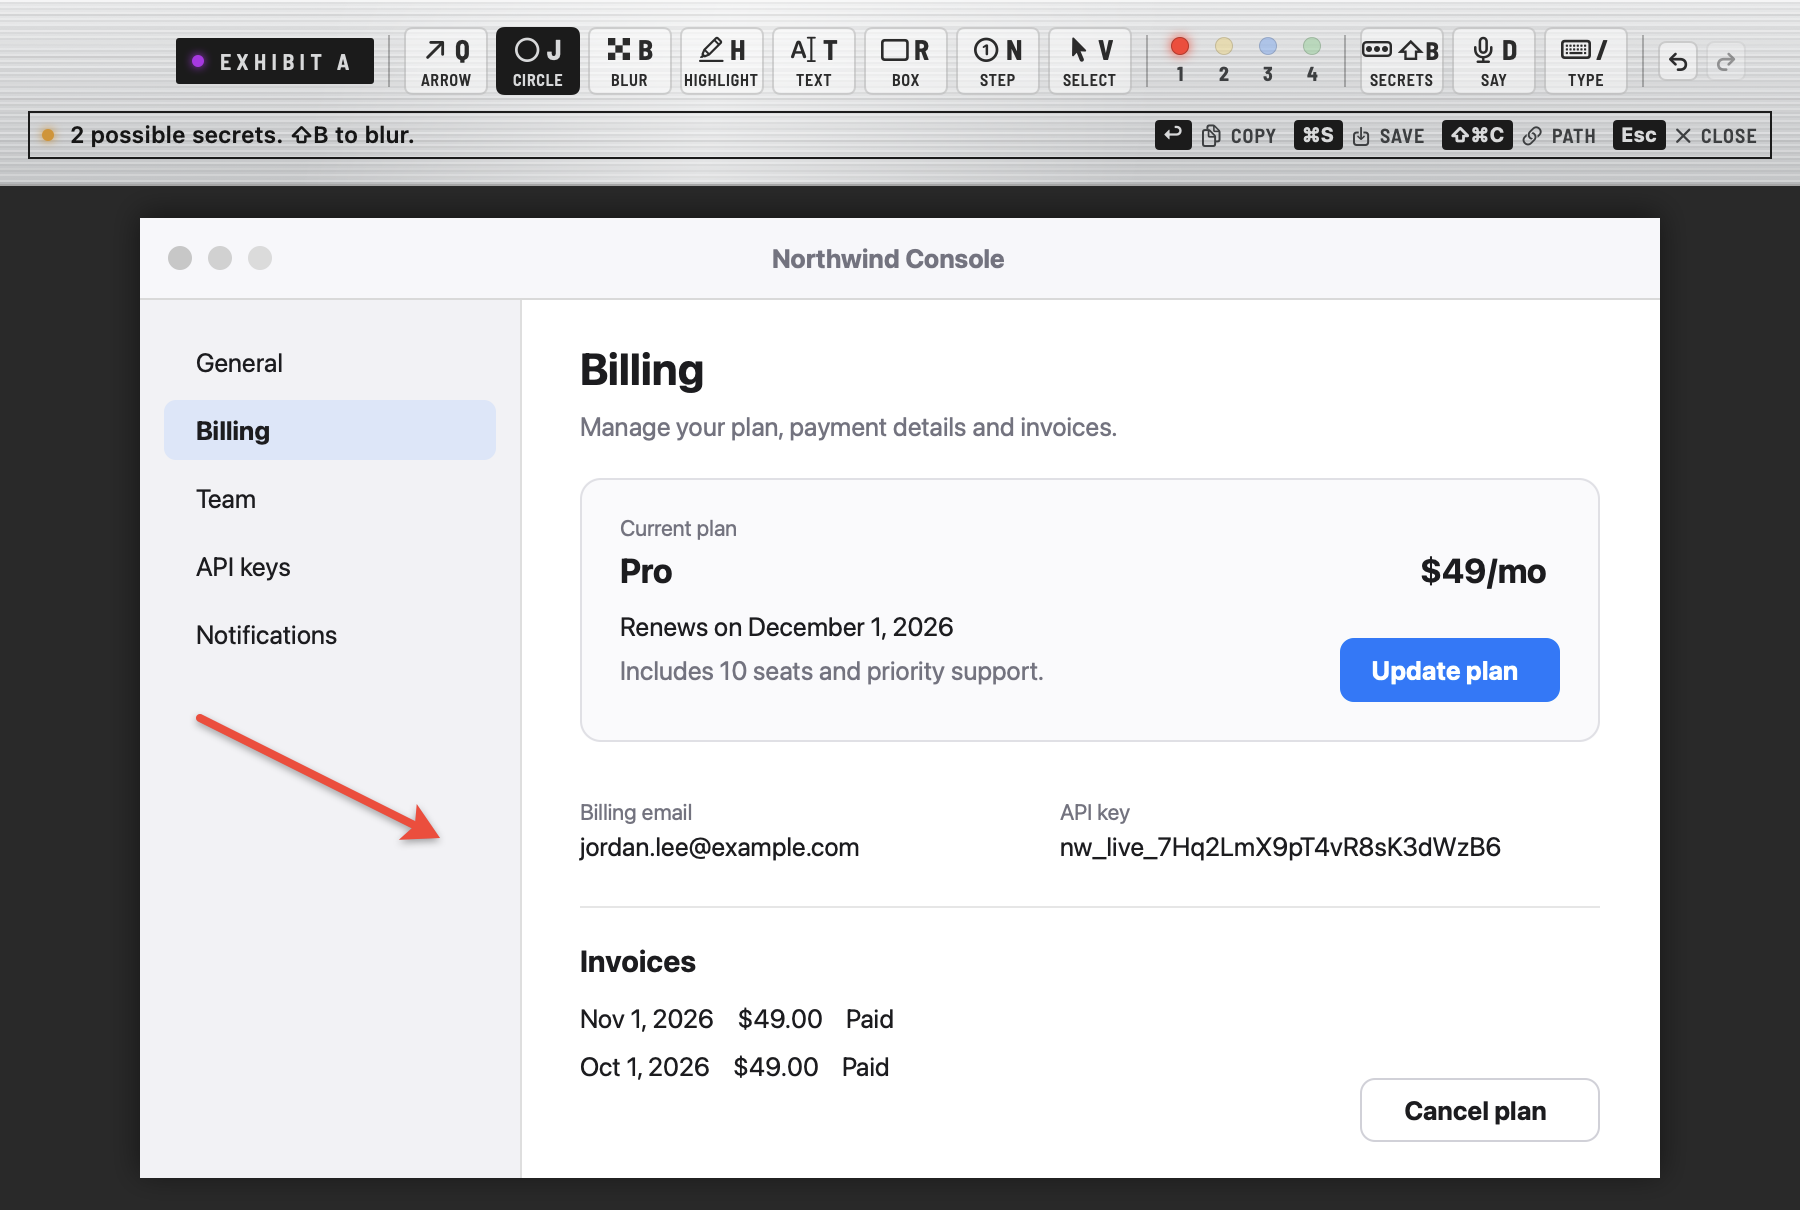 EXHIBIT A
Q ARROW
J CIRCLE
B BLUR
H HIGHLIGHT
T TEXT
R BOX
1 N STEP
V SELECT
1 2 3 4
⇧B SECRETS
D SAY
/ TYPE
2 possible secrets. ⇧B to blur.
↩ COPY ⌘S SAVE ⇧⌘C PATH Esc CLOSE
Northwind Console
General
Billing
Team
API keys
Notifications
Billing
Manage your plan, payment details and invoices.
Current plan
Pro $49/mo
Renews on December 1, 2026
Includes 10 seats and priority support.
Update plan
Billing email
jordan.lee@example.com
API key
nw_live_7Hq2LmX9pT4vR8sK3dWzB6
Invoices
Nov 1, 2026 $49.00 Paid
Oct 1, 2026 $49.00 Paid
Cancel plan